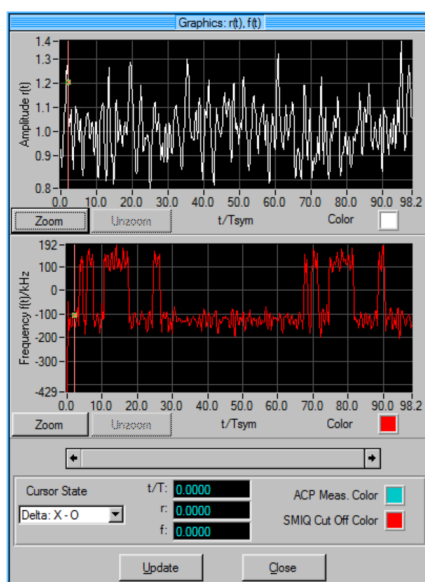 Graphics: r(t), f(t)
1.4
1.2
1.1
1.0
0.9
0.8
Amplitude r(t)
0.0 10.0 20.0 30.0 40.0 50.0 60.0 70.0 80.0 98.2
Zoom Unzoom t/Tsym Color
192
100
0
-100
-200
-300
-429
Frequency f(t)/kHz
0.0 10.0 20.0 30.0 40.0 50.0 60.0 70.0 80.0 90.0 98.2
Zoom Unzoom t/Tsym Color
Cursor State
Delta: X - O
t/T: 0.0000
r: 0.0000
f: 0.0000
ACP Meas. Color
SMIQ Cut Off Color
Update Close